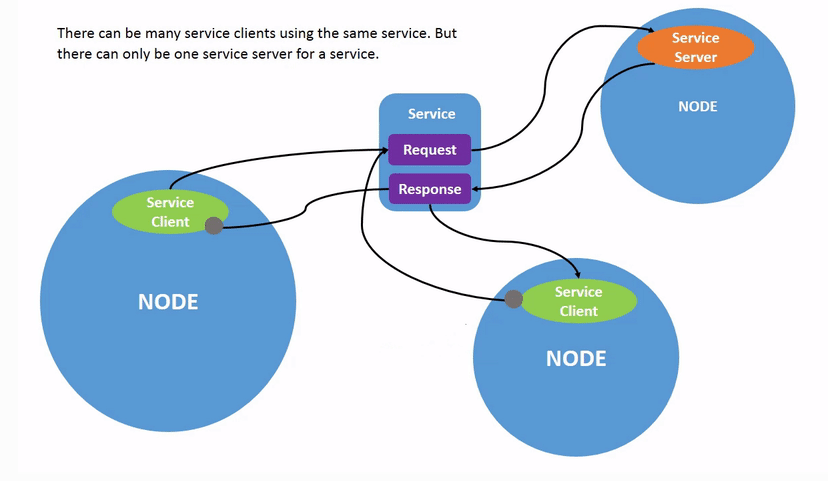 There can be many service clients using the same service. But
there can only be one service server for a service.
Service
Server
NODE
Service
Request
Response
Service
Client
NODE
Service
Client
NODE